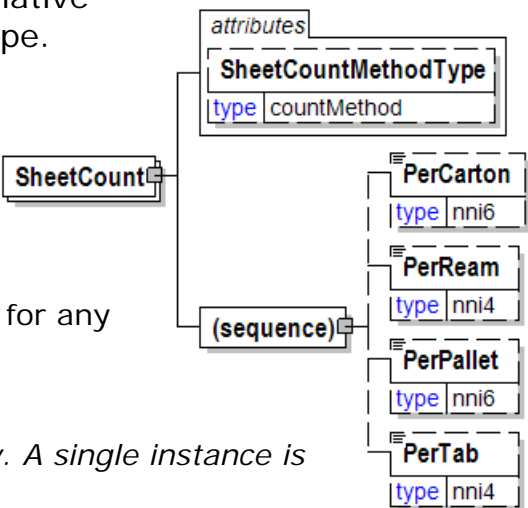 ative
pe.
attributes
SheetCountMethodType
type countMethod
SheetCount
PerCarton
type nni6
PerReam
type nni4
for any
(sequence)
PerPallet
type nni6
y. A single instance is
PerTab
type nni4